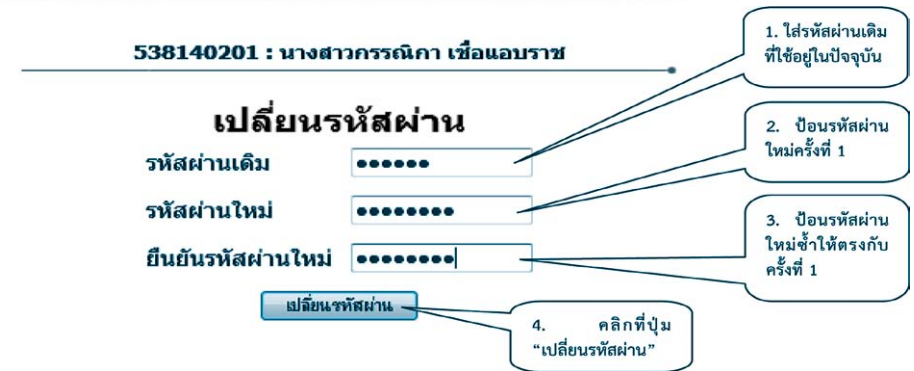 538140201 : นางสาวกรรณิกา เชื่อแอบราช
เปลี่ยนรหัสผ่าน
รหัสผ่านเดิม ••••••
รหัสผ่านใหม่ ••••••••
ยืนยันรหัสผ่านใหม่ ••••••••
เปลี่ยนรหัสผ่าน
1. ใส่รหัสผ่านเดิม
ที่ใช้อยู่ในปัจจุบัน
2. ป้อนรหัสผ่าน
ใหม่ครั้งที่ 1
3. ป้อนรหัสผ่าน
ใหม่ซ้ำให้ตรงกับ
ครั้งที่ 1
4. คลิกที่ปุ่ม
“เปลี่ยนรหัสผ่าน”